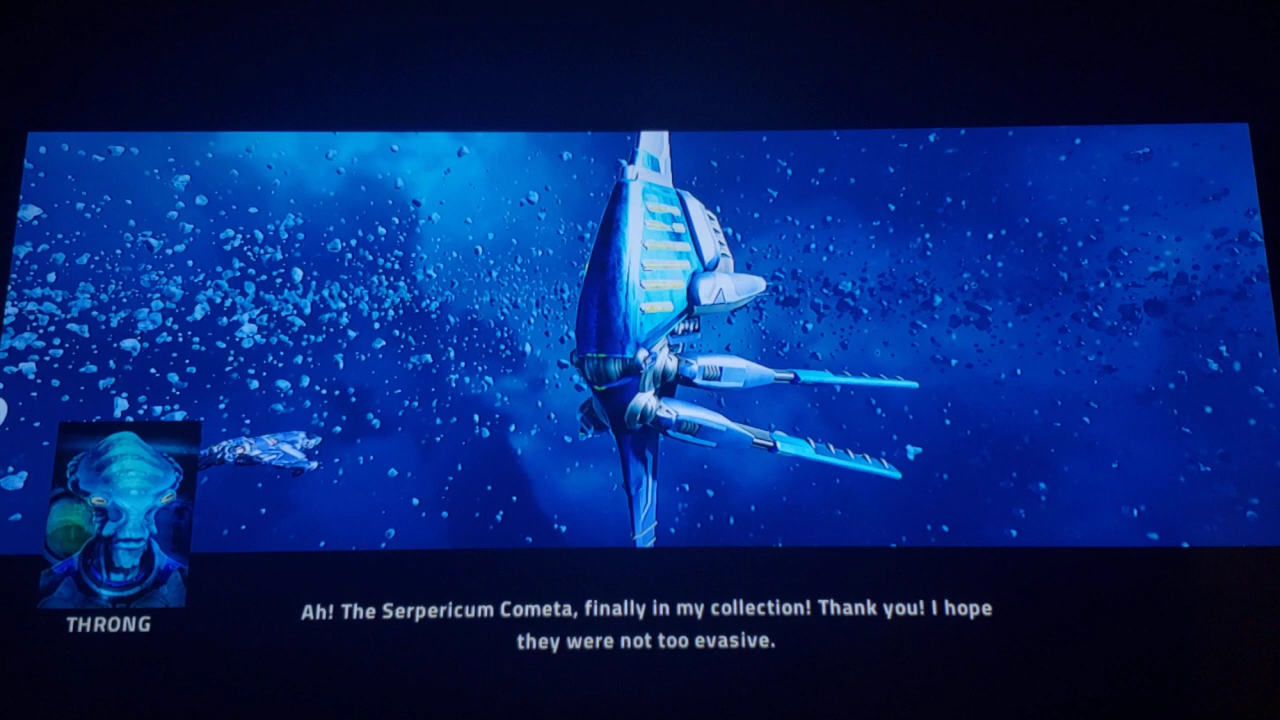 THRONG
Ah! The Serpericum Cometa, finally in my collection! Thank you! I hope
they were not too evasive.